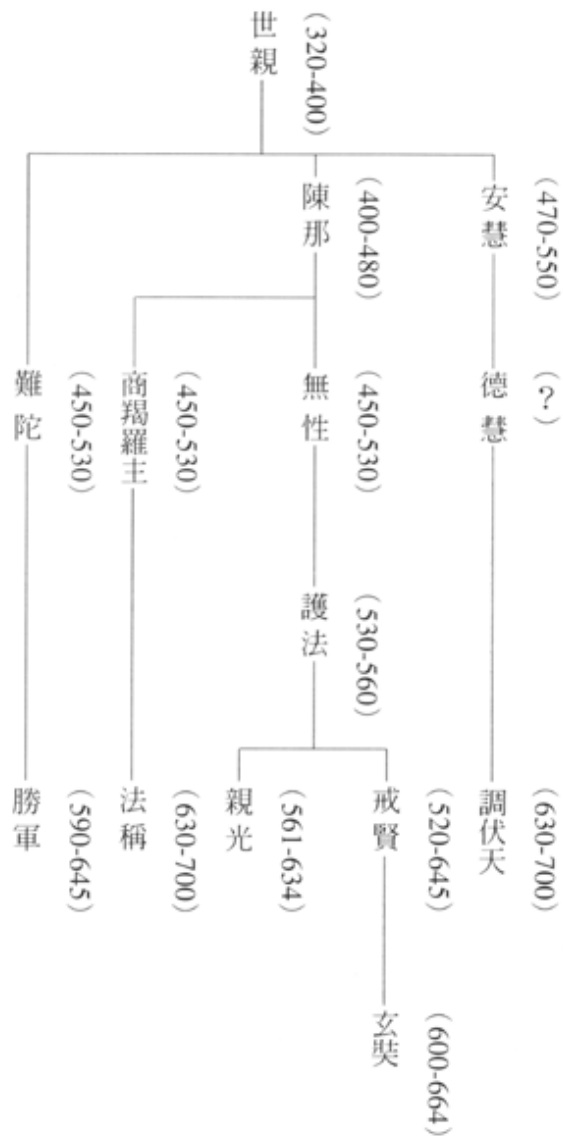 世親 (320-400)
安慧 (470-550)
陳那 (400-480)
德慧 (?)
無性 (450-530)
商羯羅主 (450-530)
難陀 (450-530)
護法 (530-560)
調伏天 (630-700)
戒賢 (520-645)
親光 (561-634)
法稱 (630-700)
勝軍 (590-645)
玄奘 (600-664)